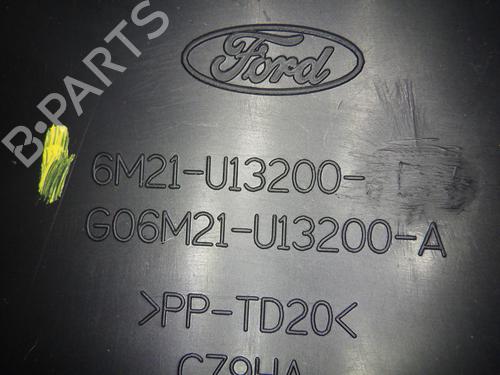 B-PARTS
Ford
6M21-U13200-
G06M21-U13200-A
>PP-TD20<